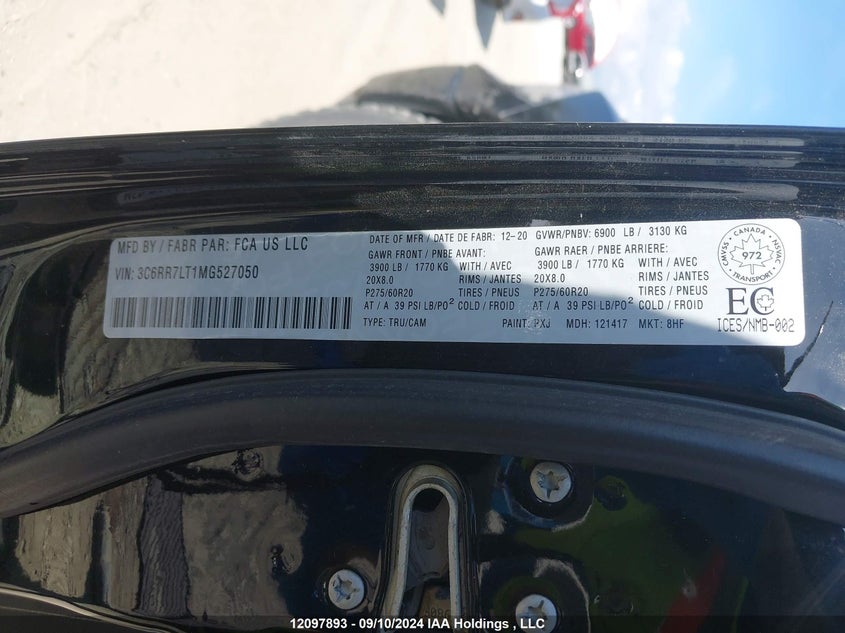 MFD BY / FABR PAR: FCA US LLC
VIN: 3C6RR7LT1MG527050
DATE OF MFR / DATE DE FABR: 12-20 GVWR/PNBV: 6900 LB / 3130 KG
GAWR FRONT / PNBE AVANT: GAWR RAER / PNBE ARRIERE:
3900 LB / 1770 KG WITH / AVEC 3900 LB / 1770 KG WITH / AVEC
20X8.0 RIMS / JANTES 20X8.0 RIMS / JANTES
P275/60R20 TIRES / PNEUS P275/60R20 TIRES / PNEUS
AT / A 39 PSI LB/PO² COLD / FROID AT / A 39 PSI LB/PO² COLD / FROID
TYPE: TRU/CAM PAINT: PXJ MDH: 121417 MKT: 8HF
CANADA
CMVSS NSVAC
972
TRANSPORT
EC
ICES/NMB-002
12097893 - 09/10/2024 IAA Holdings , LLC